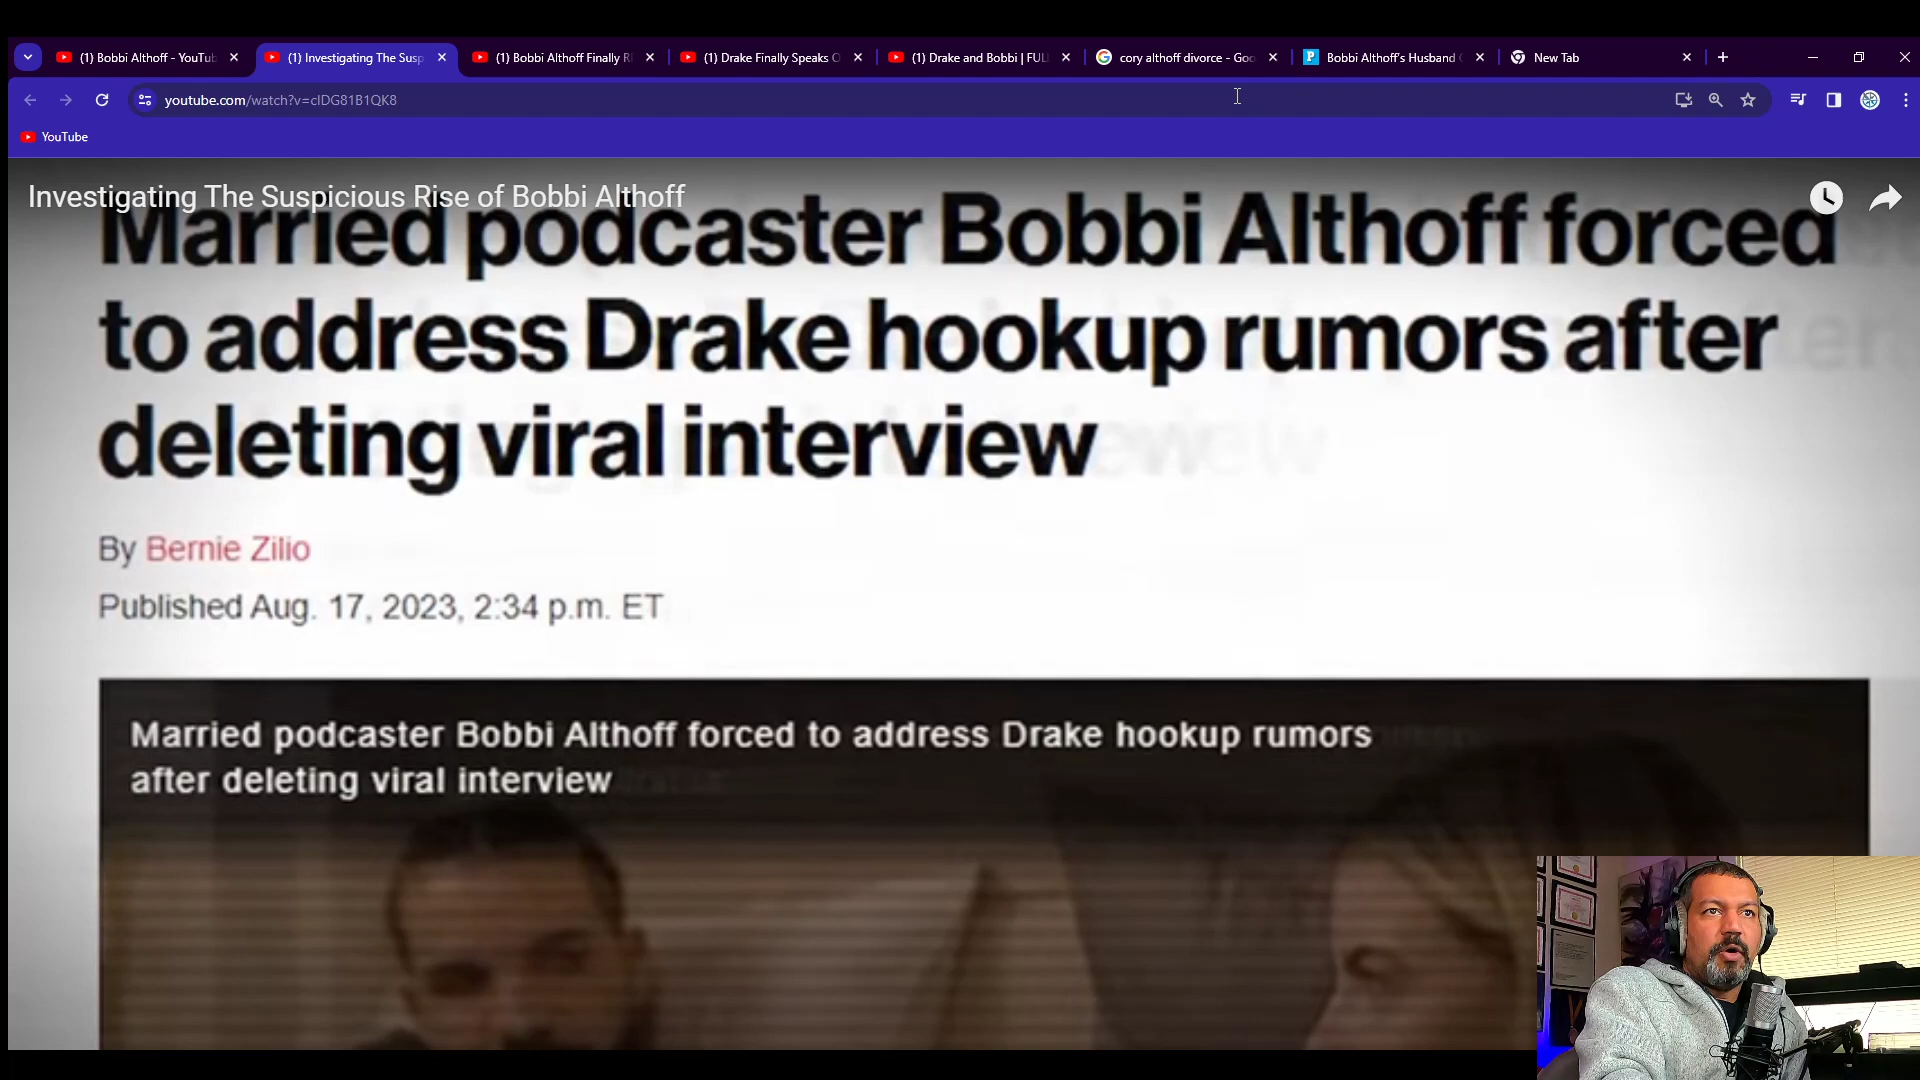 (1) Bobbi Althoff - YouTub
(1) Investigating The Susp
(1) Bobbi Althoff Finally R
(1) Drake Finally Speaks O
(1) Drake and Bobbi | FUL
cory althoff divorce - Goo
Bobbi Althoff's Husband
New Tab
youtube.com/watch?v=cIDG81B1QK8
YouTube
Investigating The Suspicious Rise of Bobbi Althoff
Married podcaster Bobbi Althoff forced
to address Drake hookup rumors after
deleting viral interview
By Bernie Zilio
Published Aug. 17, 2023, 2:34 p.m. ET
Married podcaster Bobbi Althoff forced to address Drake hookup rumors
after deleting viral interview